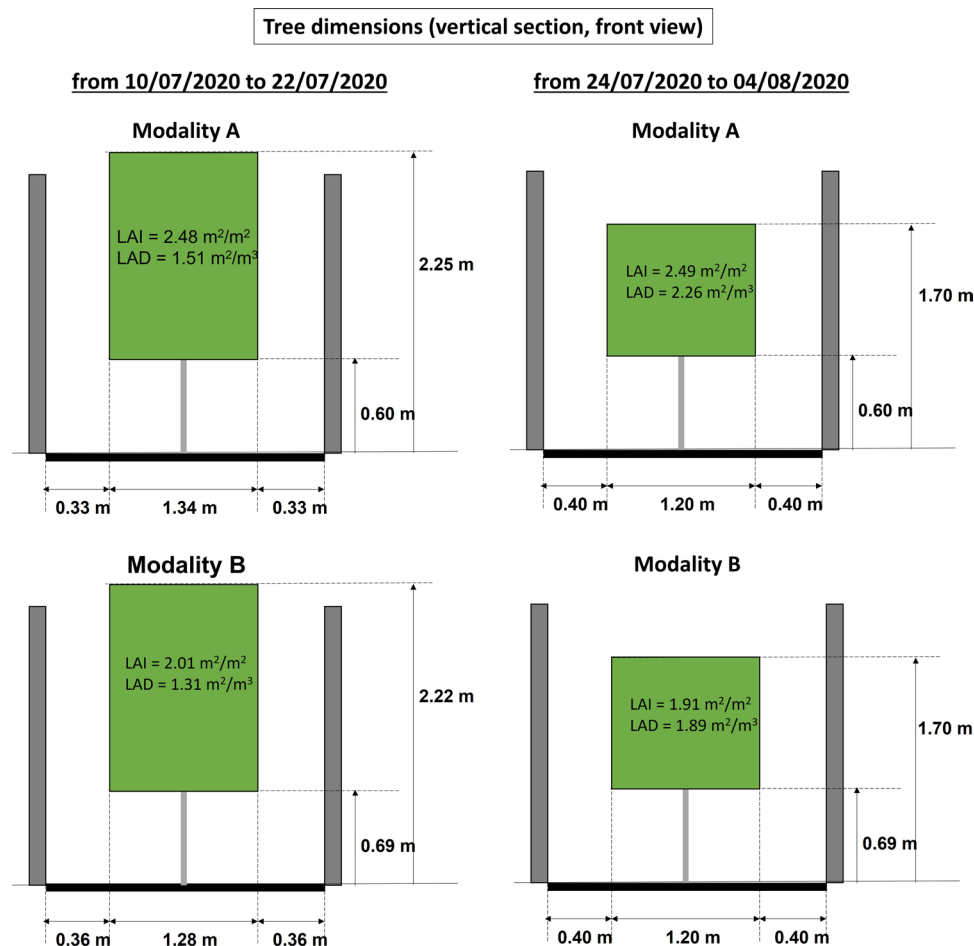 Tree dimensions (vertical section, front view)
from 10/07/2020 to 22/07/2020
Modality A
LAI = 2.48 m²/m²
LAD = 1.51 m²/m³
2.25 m
0.60 m
0.33 m
1.34 m
0.33 m
from 24/07/2020 to 04/08/2020
Modality A
LAI = 2.49 m²/m²
LAD = 2.26 m²/m³
1.70 m
0.60 m
0.40 m
1.20 m
0.40 m
Modality B
LAI = 2.01 m²/m²
LAD = 1.31 m²/m³
2.22 m
0.69 m
0.36 m
1.28 m
0.36 m
Modality B
LAI = 1.91 m²/m²
LAD = 1.89 m²/m³
1.70 m
0.69 m
0.40 m
1.20 m
0.40 m